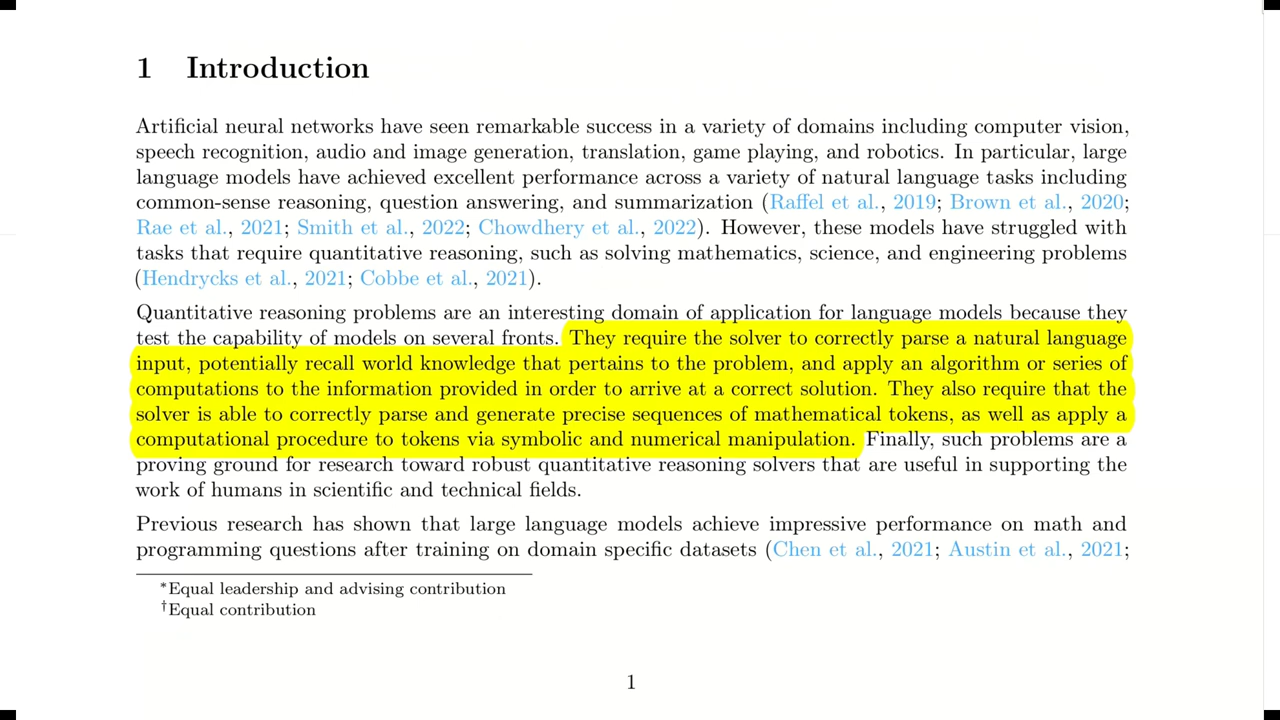 1 Introduction
Artificial neural networks have seen remarkable success in a variety of domains including computer vision,
speech recognition, audio and image generation, translation, game playing, and robotics. In particular, large
language models have achieved excellent performance across a variety of natural language tasks including
common-sense reasoning, question answering, and summarization (Raffel et al., 2019; Brown et al., 2020;
Rae et al., 2021; Smith et al., 2022; Chowdhery et al., 2022). However, these models have struggled with
tasks that require quantitative reasoning, such as solving mathematics, science, and engineering problems
(Hendrycks et al., 2021; Cobbe et al., 2021).
Quantitative reasoning problems are an interesting domain of application for language models because they
test the capability of models on several fronts. They require the solver to correctly parse a natural language
input, potentially recall world knowledge that pertains to the problem, and apply an algorithm or series of
computations to the information provided in order to arrive at a correct solution. They also require that the
solver is able to correctly parse and generate precise sequences of mathematical tokens, as well as apply a
computational procedure to tokens via symbolic and numerical manipulation. Finally, such problems are a
proving ground for research toward robust quantitative reasoning solvers that are useful in supporting the
work of humans in scientific and technical fields.
Previous research has shown that large language models achieve impressive performance on math and
programming questions after training on domain specific datasets (Chen et al., 2021; Austin et al., 2021;
*Equal leadership and advising contribution
†Equal contribution
1